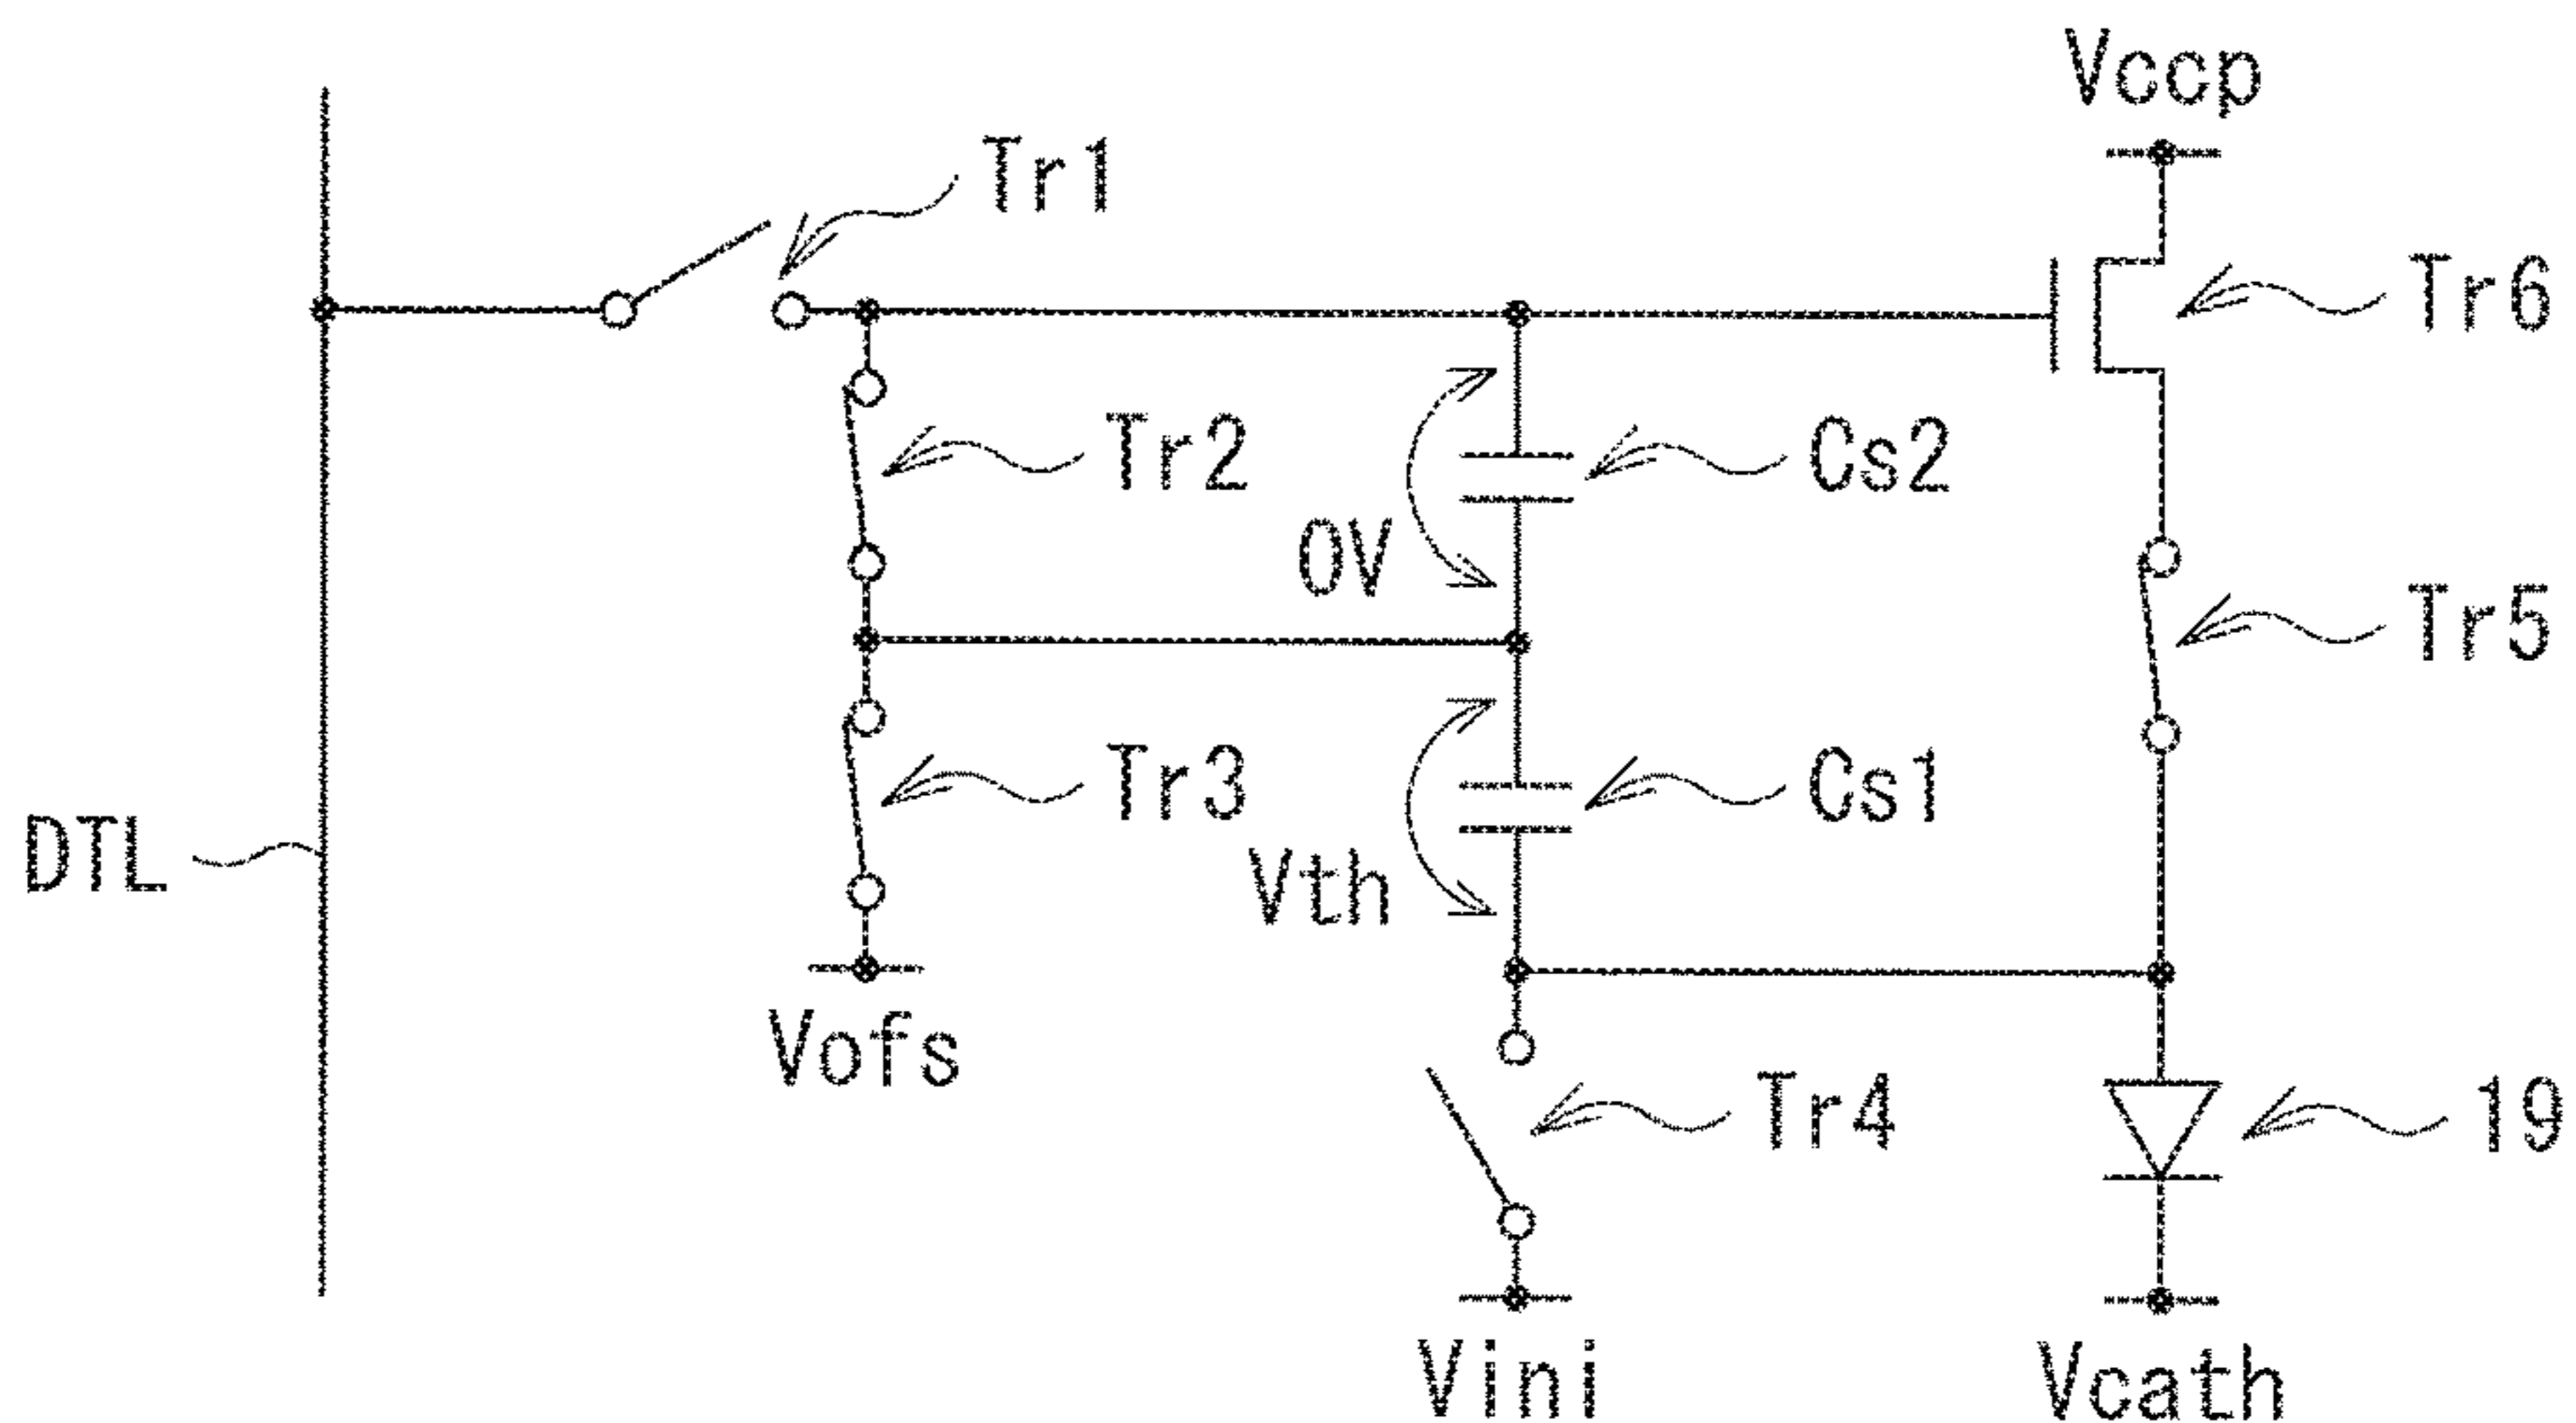 Vccp
Tr1
Tr6
Tr2
Cs2
0V
Tr5
Tr3
Cs1
DTL
Vth
Vofs
Tr4
19
Vini
Vcath